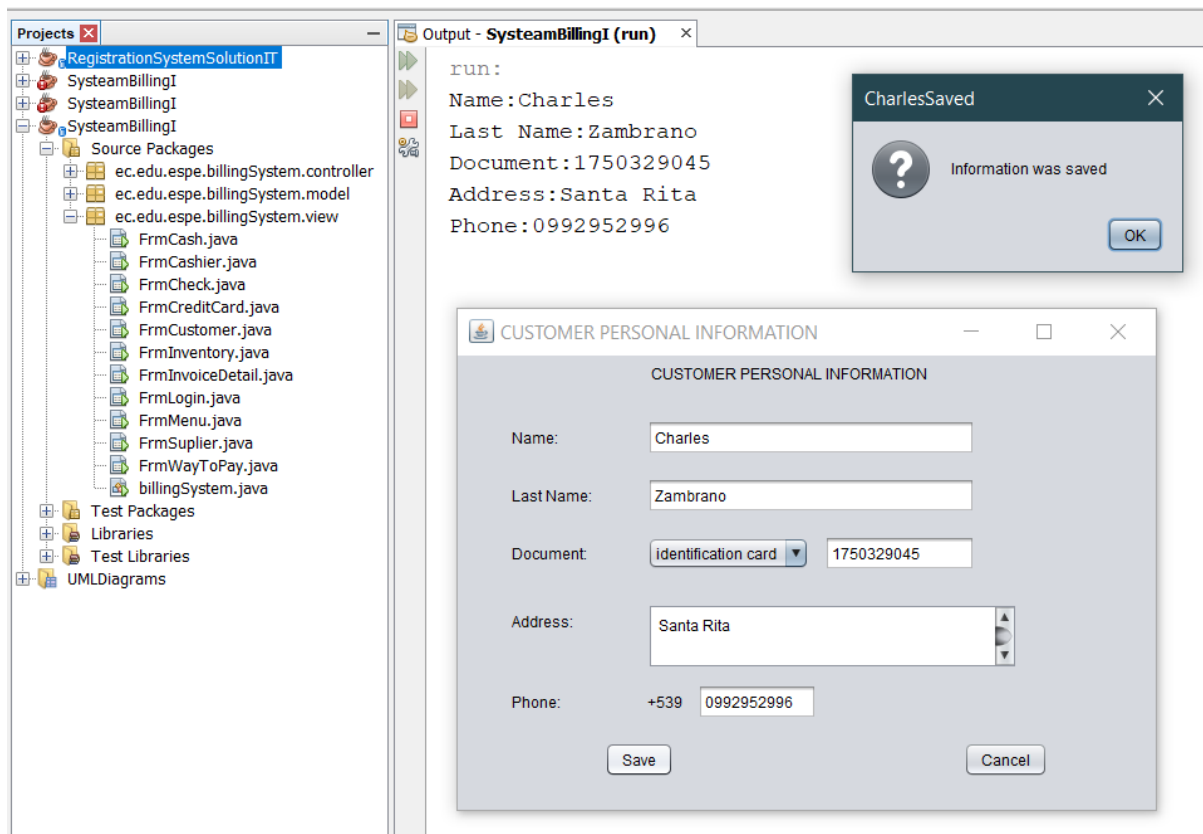 Projects
RegistrationSystemSolutionIT
SysteamBillingI
SysteamBillingI
SysteamBillingI
Source Packages
ec.edu.espe.billingSystem.controller
ec.edu.espe.billingSystem.model
ec.edu.espe.billingSystem.view
FrmCash.java
FrmCashier.java
FrmCheck.java
FrmCreditCard.java
FrmCustomer.java
FrmInventory.java
FrmInvoiceDetail.java
FrmLogin.java
FrmMenu.java
FrmSuplier.java
FrmWayToPay.java
billingSystem.java
Test Packages
Libraries
Test Libraries
UMLDiagrams
Output - SysteamBillingI (run)
run:
Name:Charles
Last Name:Zambrano
Document:1750329045
Address:Santa Rita
Phone:0992952996
CharlesSaved
Information was saved
OK
CUSTOMER PERSONAL INFORMATION
CUSTOMER PERSONAL INFORMATION
Name: Charles
Last Name: Zambrano
Document: identification card 1750329045
Address: Santa Rita
Phone: +539 0992952996
Save Cancel